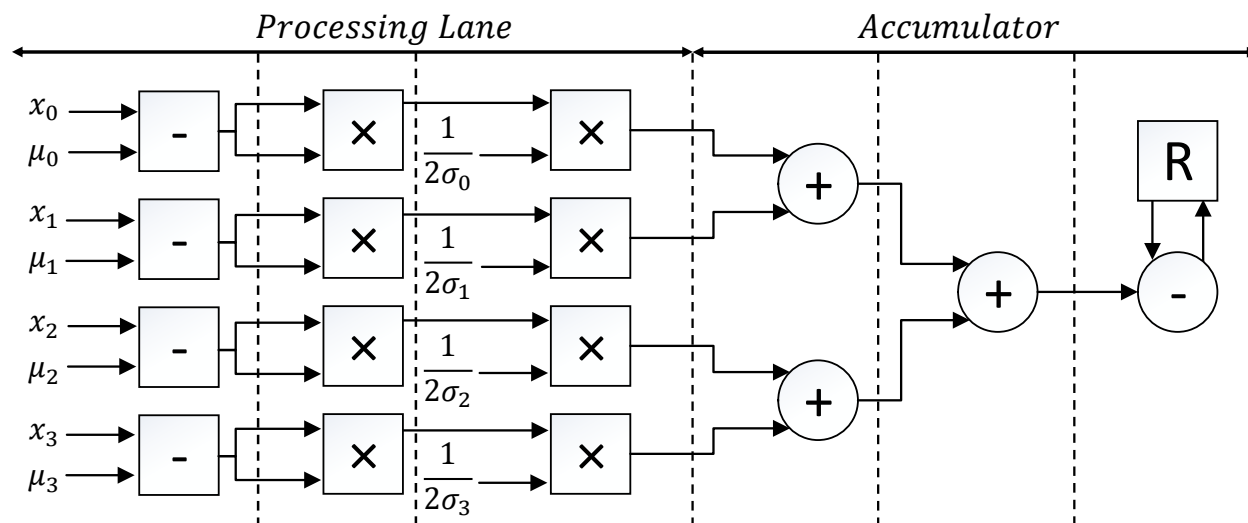 Processing Lane Accumulator
x₀
μ₀
- × 1/2σ₀ × + R
x₁
μ₁
- × 1/2σ₁ ×
+ -
x₂
μ₂
- × 1/2σ₂ ×
+
x₃
μ₃
- × 1/2σ₃ ×